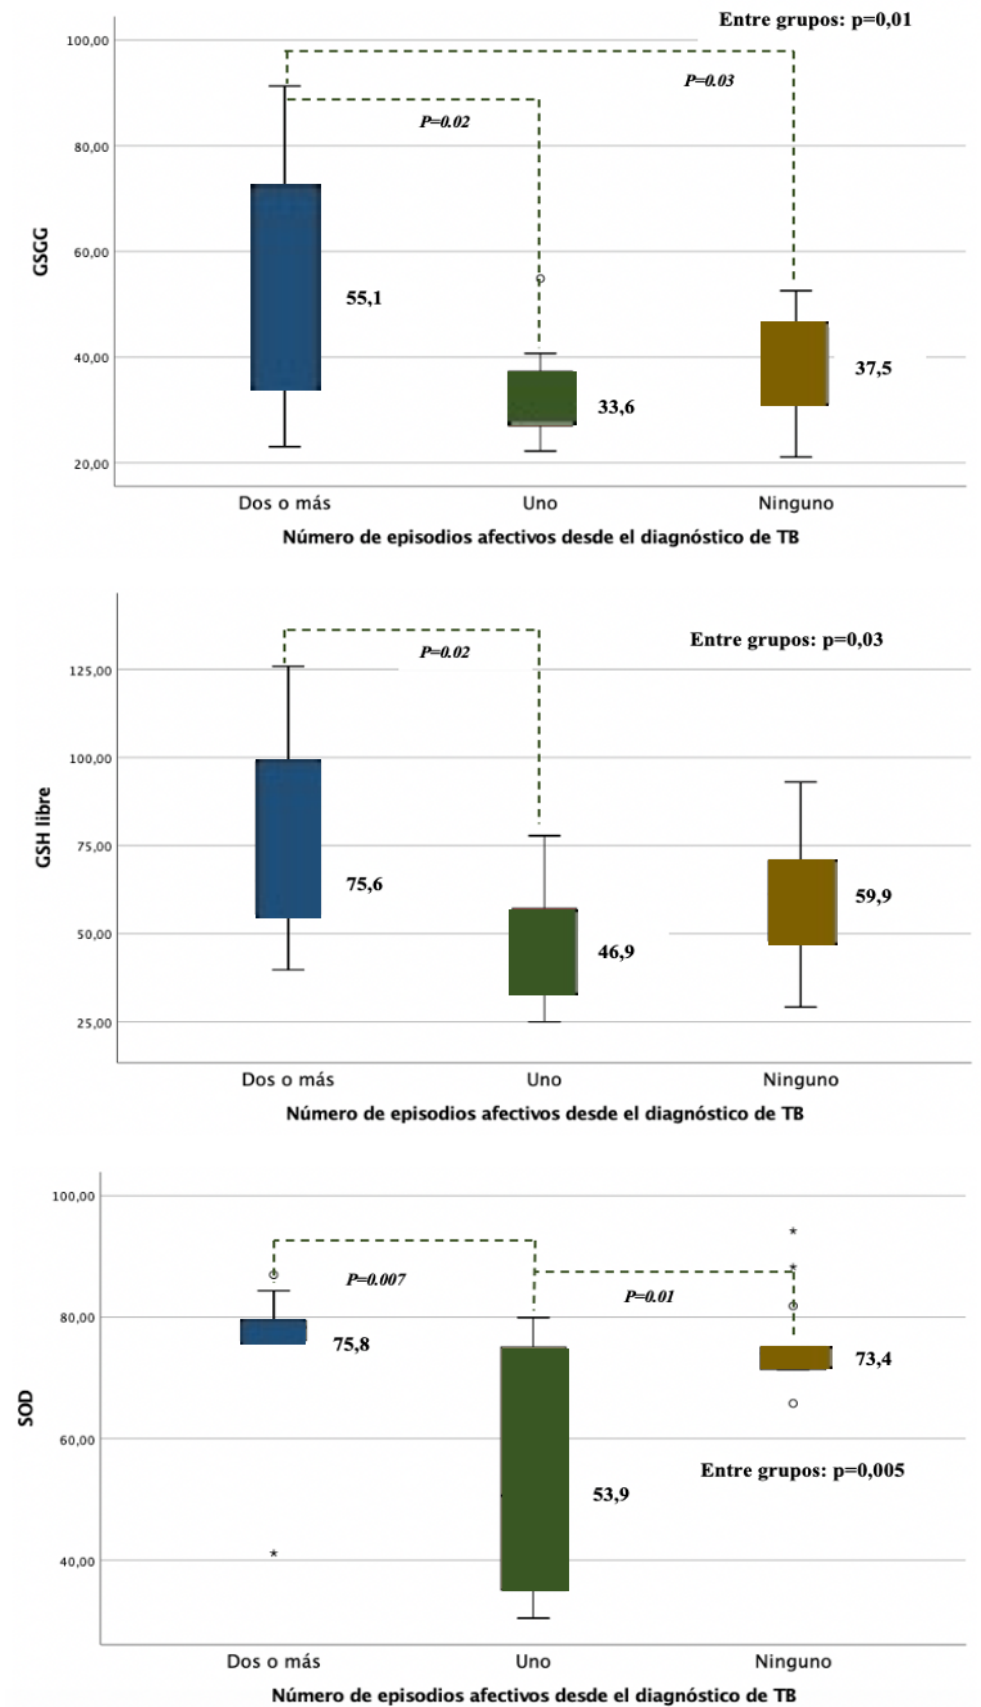 Entre grupos: p=0,01
100,00
P=0.03
P=0.02
80,00
60,00
GSGG
55,1
40,00
37,5
33,6
20,00
Dos o más
Uno
Ninguno
Número de episodios afectivos desde el diagnóstico de TB
Entre grupos: p=0,03
P=0.02
125,00
100,00
75,00
GSH libre
75,6
59,9
50,00
46,9
25,00
Dos o más
Uno
Ninguno
Número de episodios afectivos desde el diagnóstico de TB
100,00
P=0.007
P=0.01
80,00
75,8
73,4
SOD
60,00
Entre grupos: p=0,005
53,9
40,00
Dos o más
Uno
Ninguno
Número de episodios afectivos desde el diagnóstico de TB